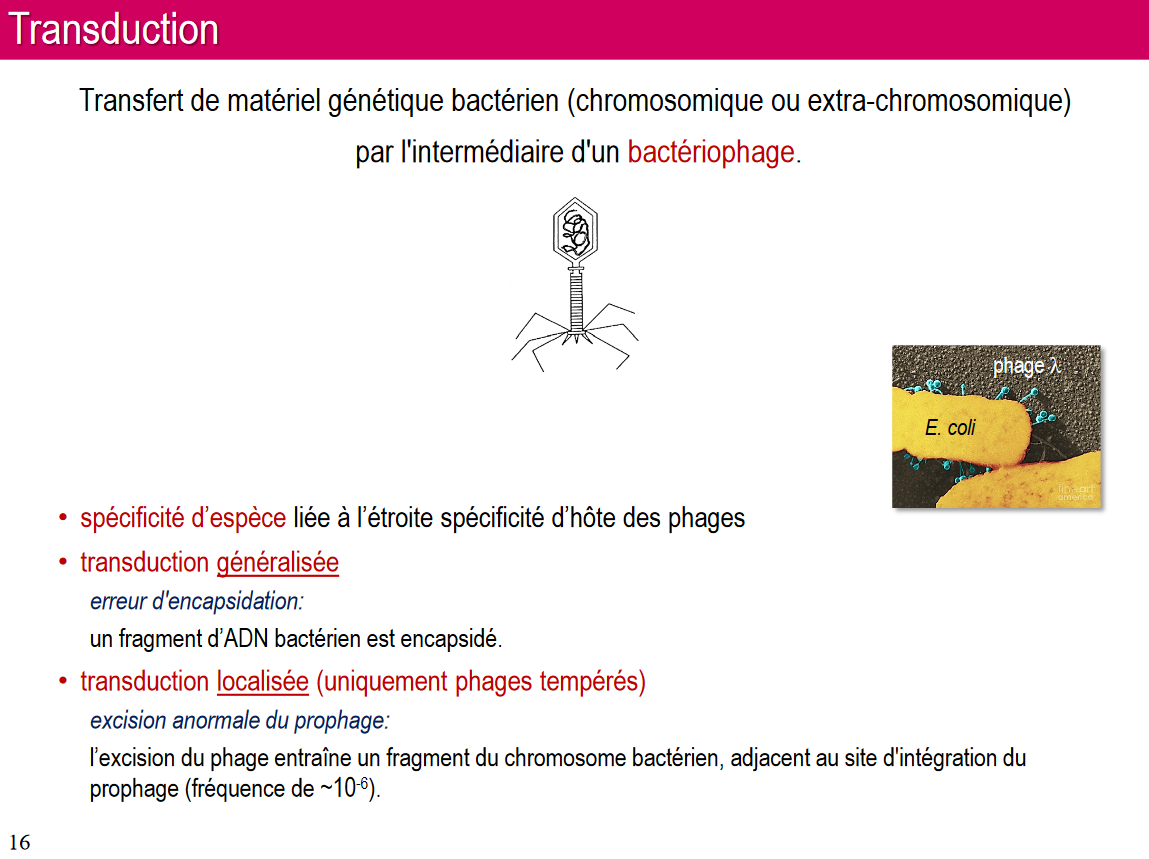 Transduction
Transfert de matériel génétique bactérien (chromosomique ou extra-chromosomique)
par l'intermédiaire d'un bactériophage.
phage λ
E. coli
• spécificité d’espèce liée à l’étroite spécificité d’hôte des phages
• transduction généralisée
erreur d'encapsidation:
un fragment d’ADN bactérien est encapsidé.
• transduction localisée (uniquement phages tempérés)
excision anormale du prophage:
l’excision du phage entraîne un fragment du chromosome bactérien, adjacent au site d'intégration du
prophage (fréquence de ~10⁻⁶).
16